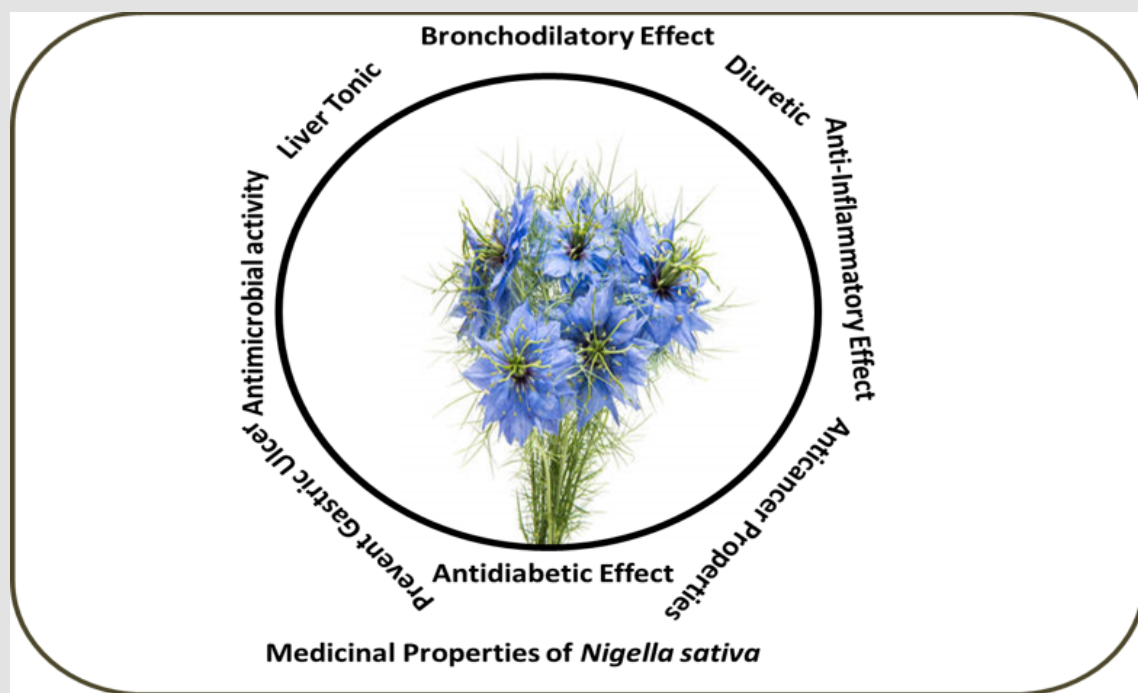 Bronchodilatory Effect
Diuretic
Anti-Inflammatory Effect
Anticancer Properties
Antidiabetic Effect
Prevent Gastric Ulcer
Antimicrobial activity
Liver Tonic
Medicinal Properties of Nigella sativa